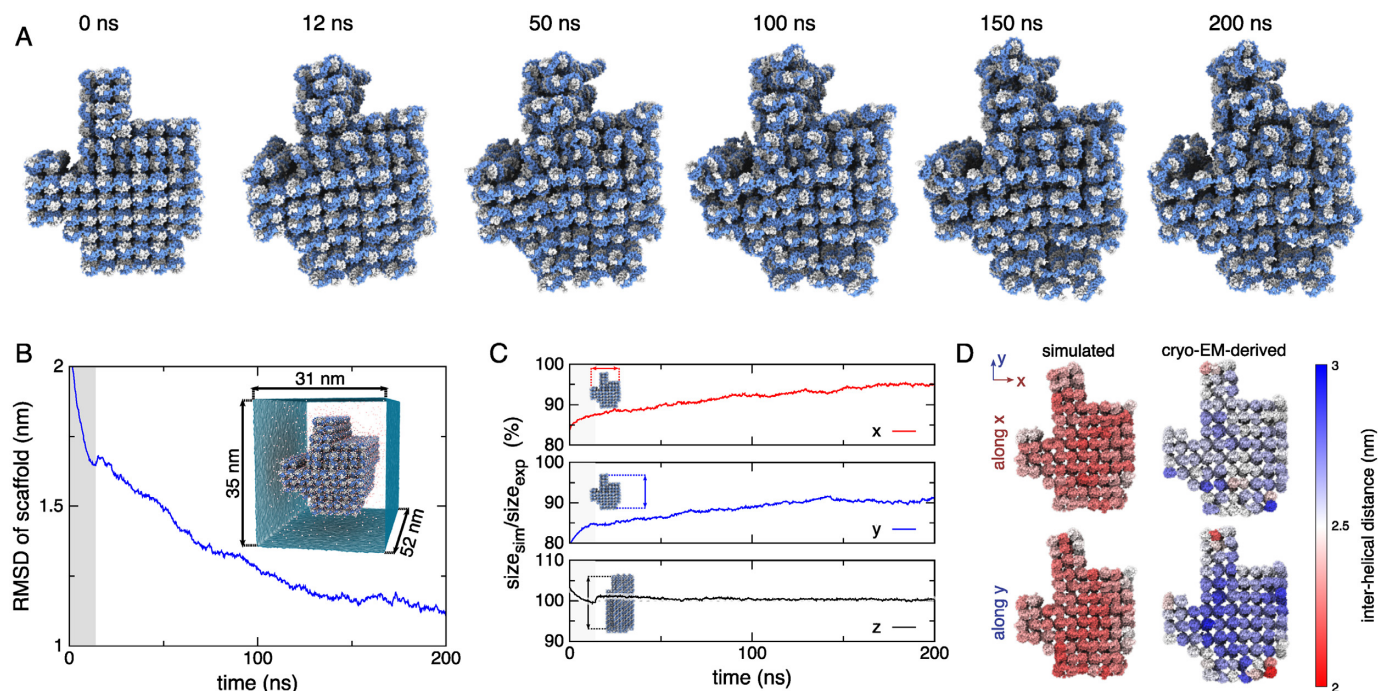 A
0 ns
12 ns
50 ns
100 ns
150 ns
200 ns
B
RMSD of scaffold (nm)
2
1.5
1
0
100
200
time (ns)
31 nm
35 nm
52 nm
C
size_sim/size_exp (%)
100
90
80
x
100
90
80
y
110
100
90
z
0
100
200
time (ns)
D
y
x
simulated
cryo-EM-derived
along x
along y
3
2.5
2
inter-helical distance (nm)